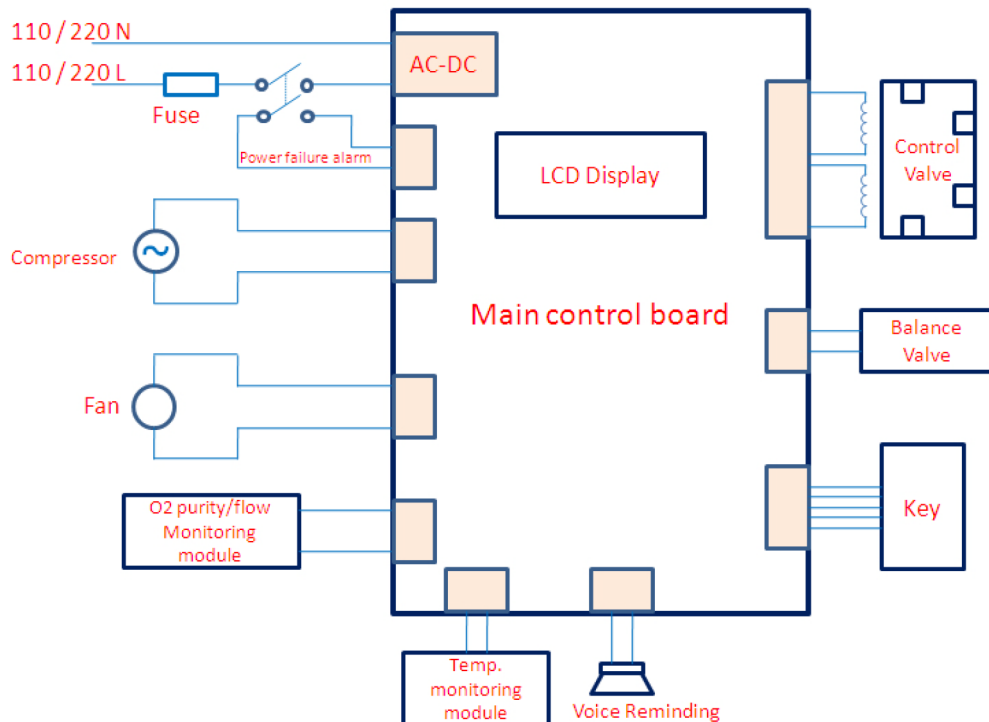 110 / 220 N
110 / 220 L
Fuse
Power failure alarm
AC-DC
LCD Display
Control
Valve
Compressor
Main control board
Balance
Valve
Fan
O2 purity/flow
Monitoring
module
Key
Temp.
monitoring
module
Voice Reminding